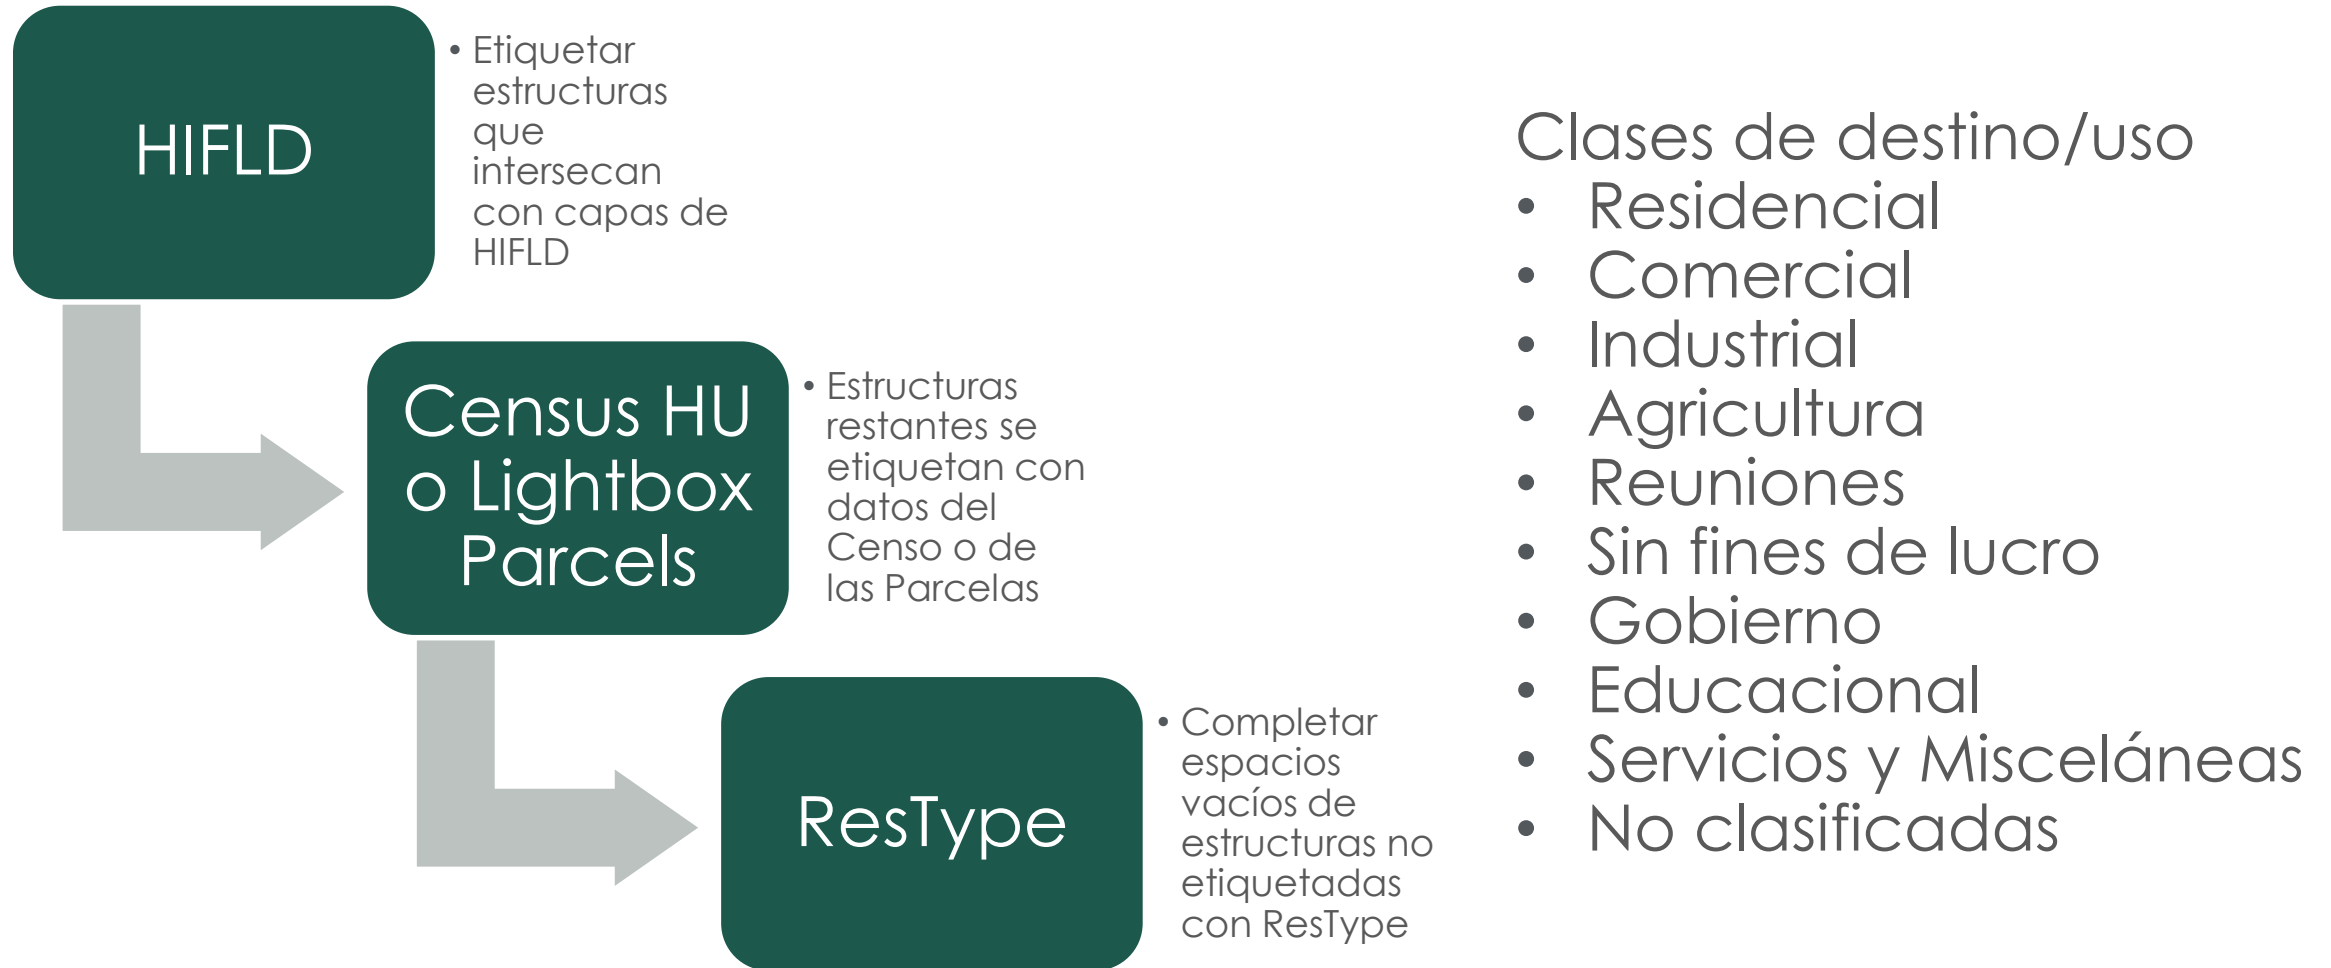 HIFLD
• Etiquetar
estructuras
que
intersecan
con capas de
HIFLD
Census HU
o Lightbox
Parcels
• Estructuras
restantes se
etiquetan con
datos del
Censo o de
las Parcelas
ResType
• Completar
espacios
vacíos de
estructuras no
etiquetadas
con ResType
Clases de destino/uso
• Residencial
• Comercial
• Industrial
• Agricultura
• Reuniones
• Sin fines de lucro
• Gobierno
• Educacional
• Servicios y Misceláneas
• No clasificadas